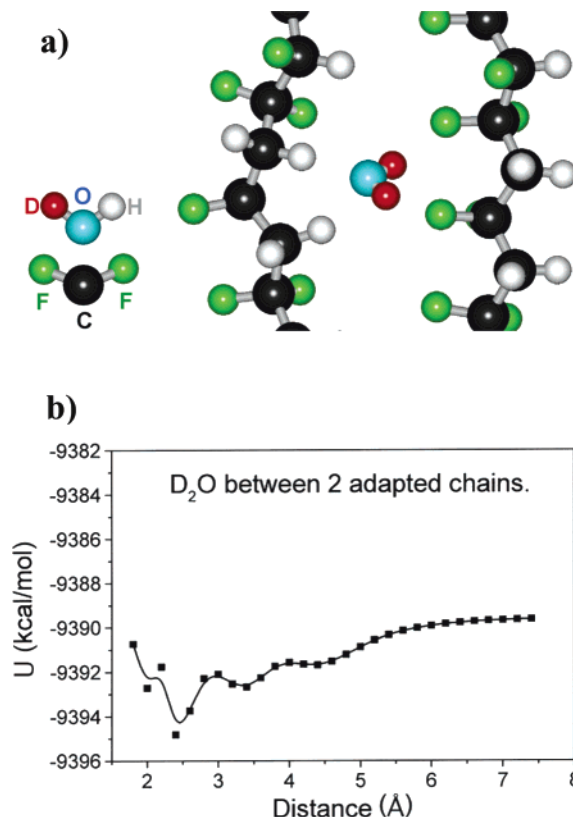 a)
O
D
H
F
F
C
b)
D₂O between 2 adapted chains.
U (kcal/mol)
-9382
-9384
-9386
-9388
-9390
-9392
-9394
-9396
2
3
4
5
6
7
8
Distance (Å)